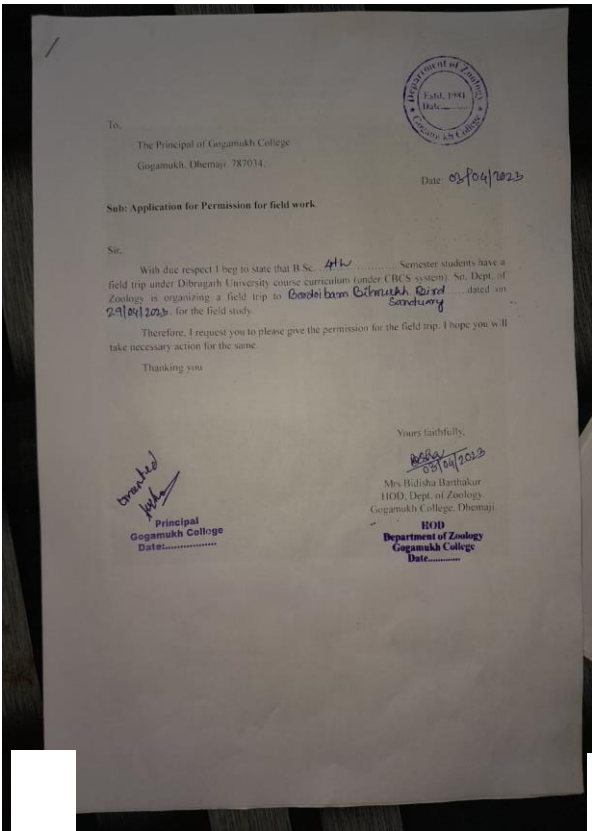 Department of Zoology
Estd. 1981
Date..........
Gogamukh College
To,
The Principal of Gogamukh College
Gogamukh, Dhemaji 787034.
Date: 03/04/2023
Sub: Application for Permission for field work
Sir,
With due respect I beg to state that B.Sc. 4th Semester students have a
field trip under Dibrugarh University course curriculum (under CBCS system). So, Dept. of
Zoology is organizing a field trip to Bordoibam Bilmukh Bird dated on
Sanctuary
29/04/2023 for the field study.
Therefore, I request you to please give the permission for the field trip. I hope you will
take necessary action for the same.
Thanking you
Yours faithfully,
03/04/2023
Mrs Bidisha Barthakur
HOD, Dept. of Zoology
Gogamukh College, Dhemaji
Granted
Principal
Gogamukh College
Date:.................
HOD
Department of Zoology
Gogamukh College
Date.............